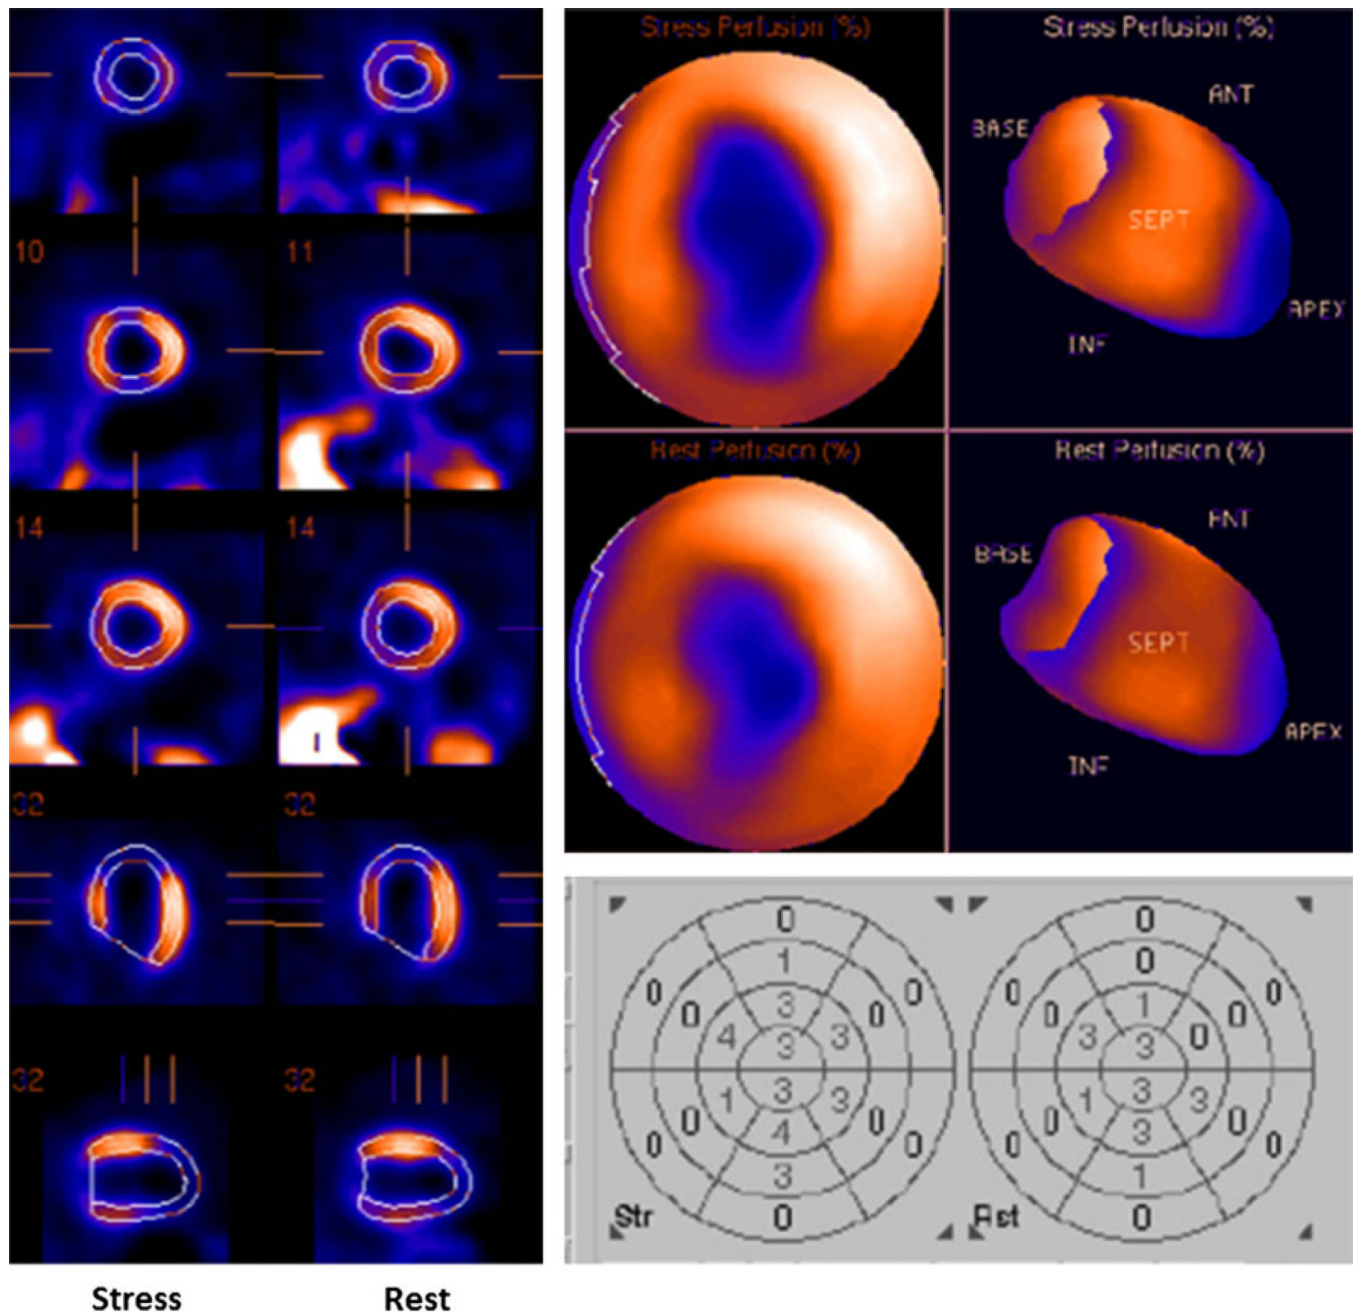 10
11
14
14
32
32
32
32
Stress
Rest
Stress Perfusion (%)
Stress Perfusion (%)
ANT
BASE
SEPT
APEX
INF
Rest Perfusion (%)
Rest Perfusion (%)
ANT
BASE
SEPT
APEX
INF
0
1
0 3 0
0 4 3 3 0
0 1 3 3 0
0 4 0
3
Str 0
0
0
0 1 0
0 3 3 0 0
0 1 3 3 0
0 3 0
1
Rst 0